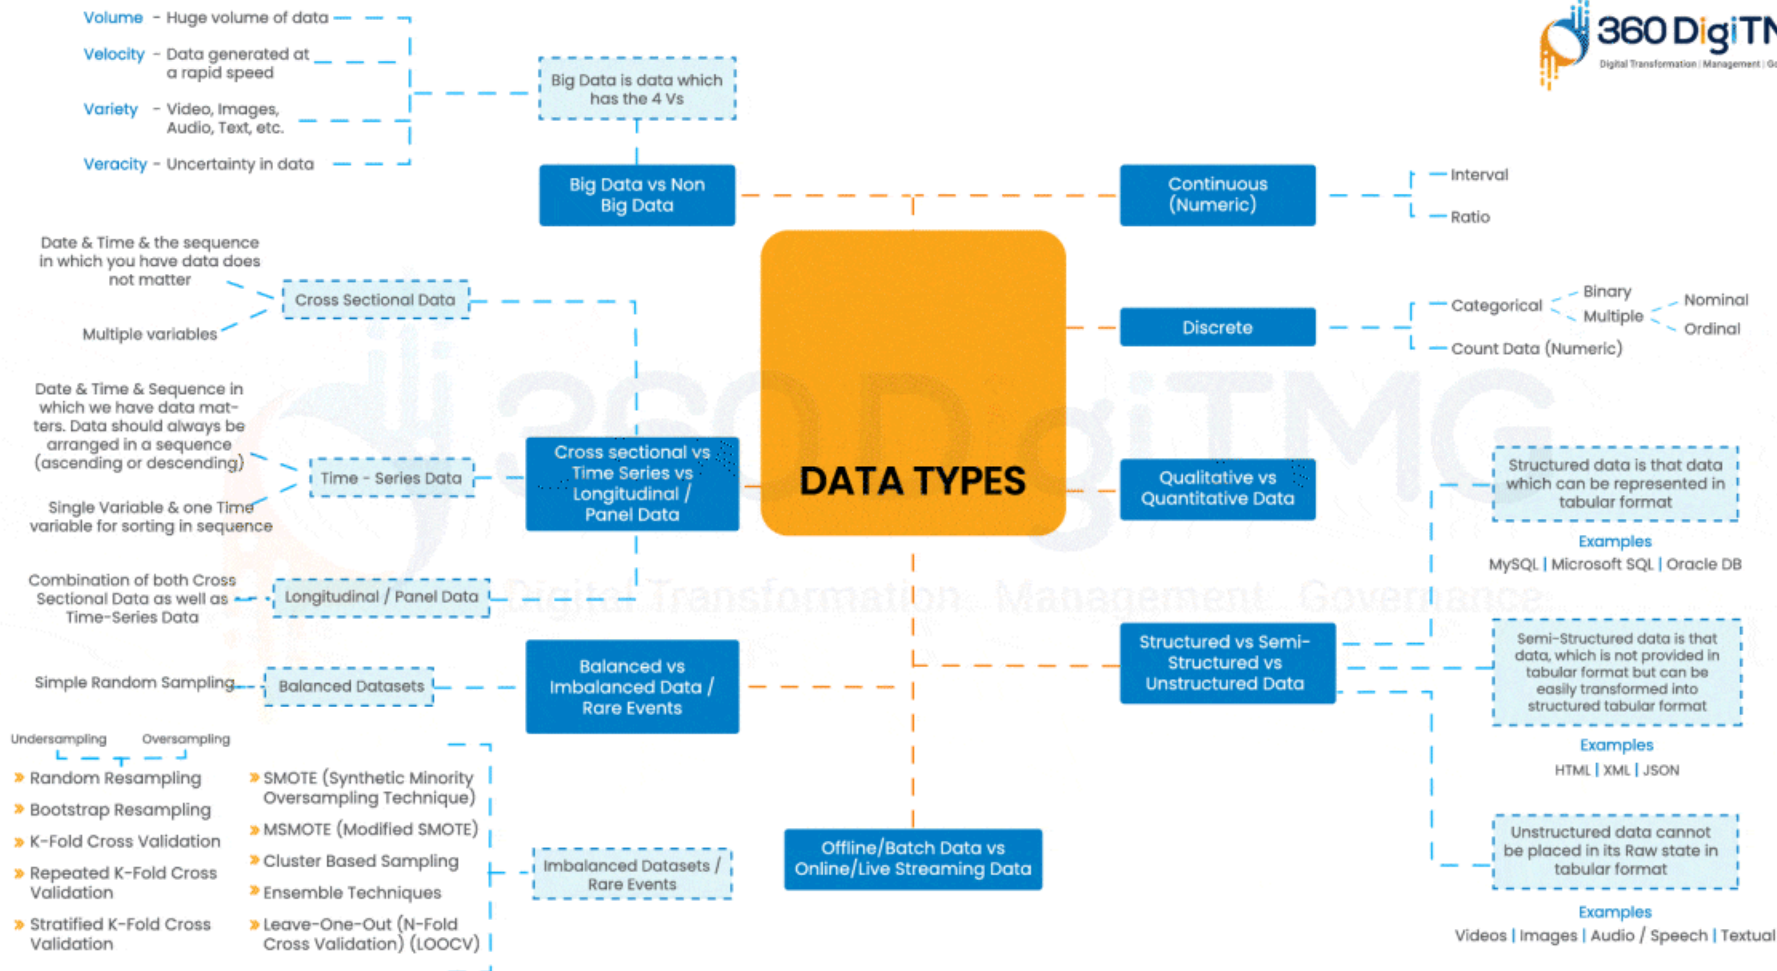 Volume - Huge volume of data
Velocity - Data generated at
a rapid speed
Variety - Video, Images,
Audio, Text, etc.
Veracity - Uncertainty in data
Big Data is data which
has the 4 Vs
Big Data vs Non
Big Data
360 DigiTM
Digital Transformation | Management | Go
Continuous
(Numeric)
Interval
Ratio
Date & Time & the sequence
in which you have data does
not matter
Multiple variables
Cross Sectional Data
Discrete
Categorical
Binary
Multiple
Nominal
Ordinal
Count Data (Numeric)
Date & Time & Sequence in
which we have data mat-
ters. Data should always be
arranged in a sequence
(ascending or descending)
Single Variable & one Time
variable for sorting in sequence
Time - Series Data
Cross sectional vs
Time Series vs
Longitudinal /
Panel Data
DATA TYPES
Qualitative vs
Quantitative Data
Structured data is that data
which can be represented in
tabular format
Examples
MySQL | Microsoft SQL | Oracle DB
360DigiTMG
Digital Transformation Management Governance
Combination of both Cross
Sectional Data as well as
Time-Series Data
Longitudinal / Panel Data
Structured vs Semi-
Structured vs
Unstructured Data
Semi-Structured data is that
data, which is not provided in
tabular format but can be
easily transformed into
structured tabular format
Examples
HTML | XML | JSON
Simple Random Sampling
Balanced Datasets
Balanced vs
Imbalanced Data /
Rare Events
Undersampling Oversampling
Random Resampling
Bootstrap Resampling
K-Fold Cross Validation
Repeated K-Fold Cross
Validation
Stratified K-Fold Cross
Validation
SMOTE (Synthetic Minority
Oversampling Technique)
MSMOTE (Modified SMOTE)
Cluster Based Sampling
Ensemble Techniques
Leave-One-Out (N-Fold
Cross Validation) (LOOCV)
Imbalanced Datasets /
Rare Events
Offline/Batch Data vs
Online/Live Streaming Data
Unstructured data cannot
be placed in its Raw state in
tabular format
Examples
Videos | Images | Audio / Speech | Textual